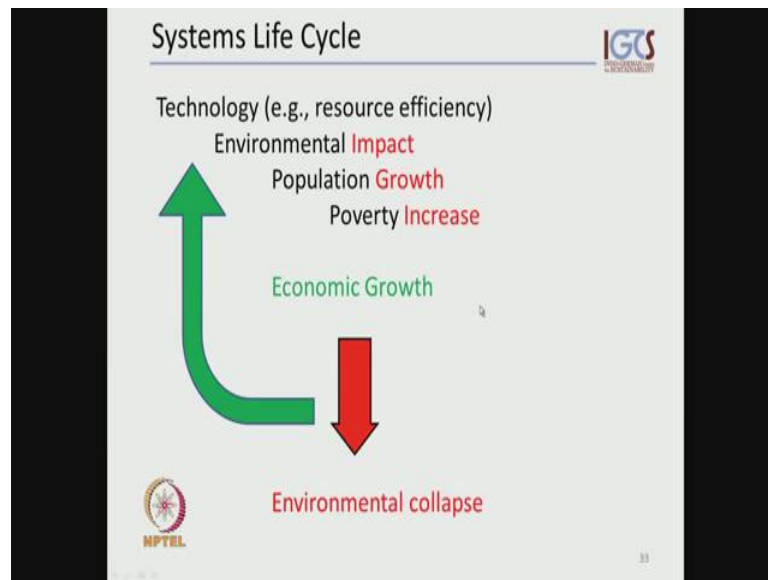 Systems Life Cycle
IGCS
Technology (e.g., resource efficiency)
Environmental Impact
Population Growth
Poverty Increase
Economic Growth
Environmental collapse
NPTEL
33